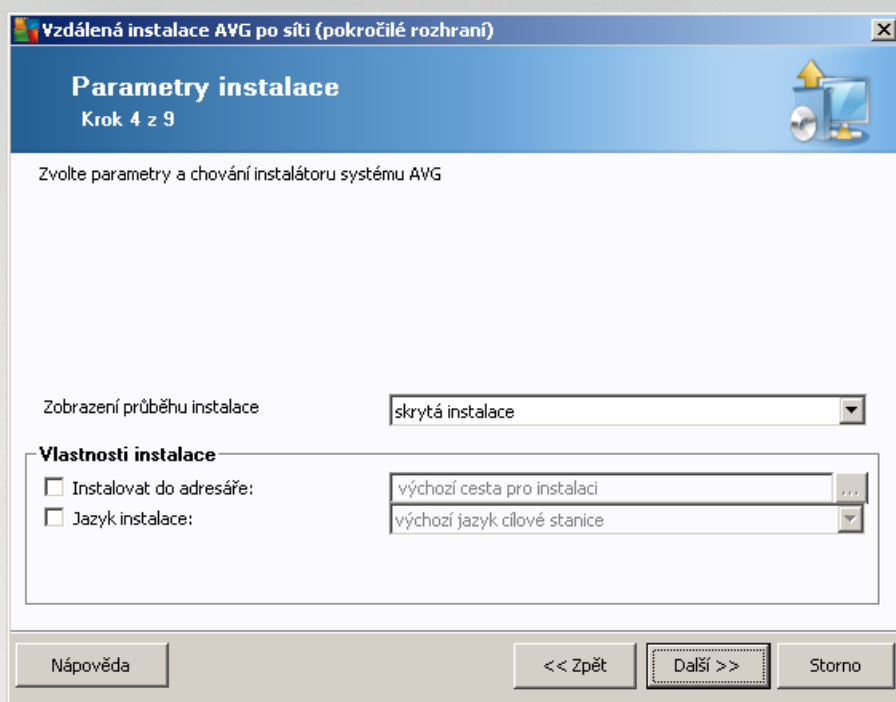 Vzdálená instalace AVG po síti (pokročilé rozhraní)
Parametry instalace
Krok 4 z 9
Zvolte parametry a chování instalátoru systému AVG
Zobrazení průběhu instalace
skrytá instalace
Vlastnosti instalace
Instalovat do adresáře:
výchozí cesta pro instalaci
...
Jazyk instalace:
výchozí jazyk cílové stanice
Nápověda
<< Zpět
Další >>
Storno